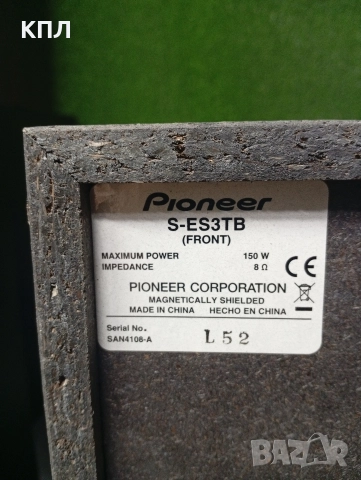 КПЛ
Pioneer
S-ES3TB
(FRONT)
MAXIMUM POWER 150 W
IMPEDANCE 8 Ω
CE
PIONEER CORPORATION
MAGNETICALLY SHIELDED
MADE IN CHINA HECHO EN CHINA
Serial No.
SAN4108-A
L52
BAZAR